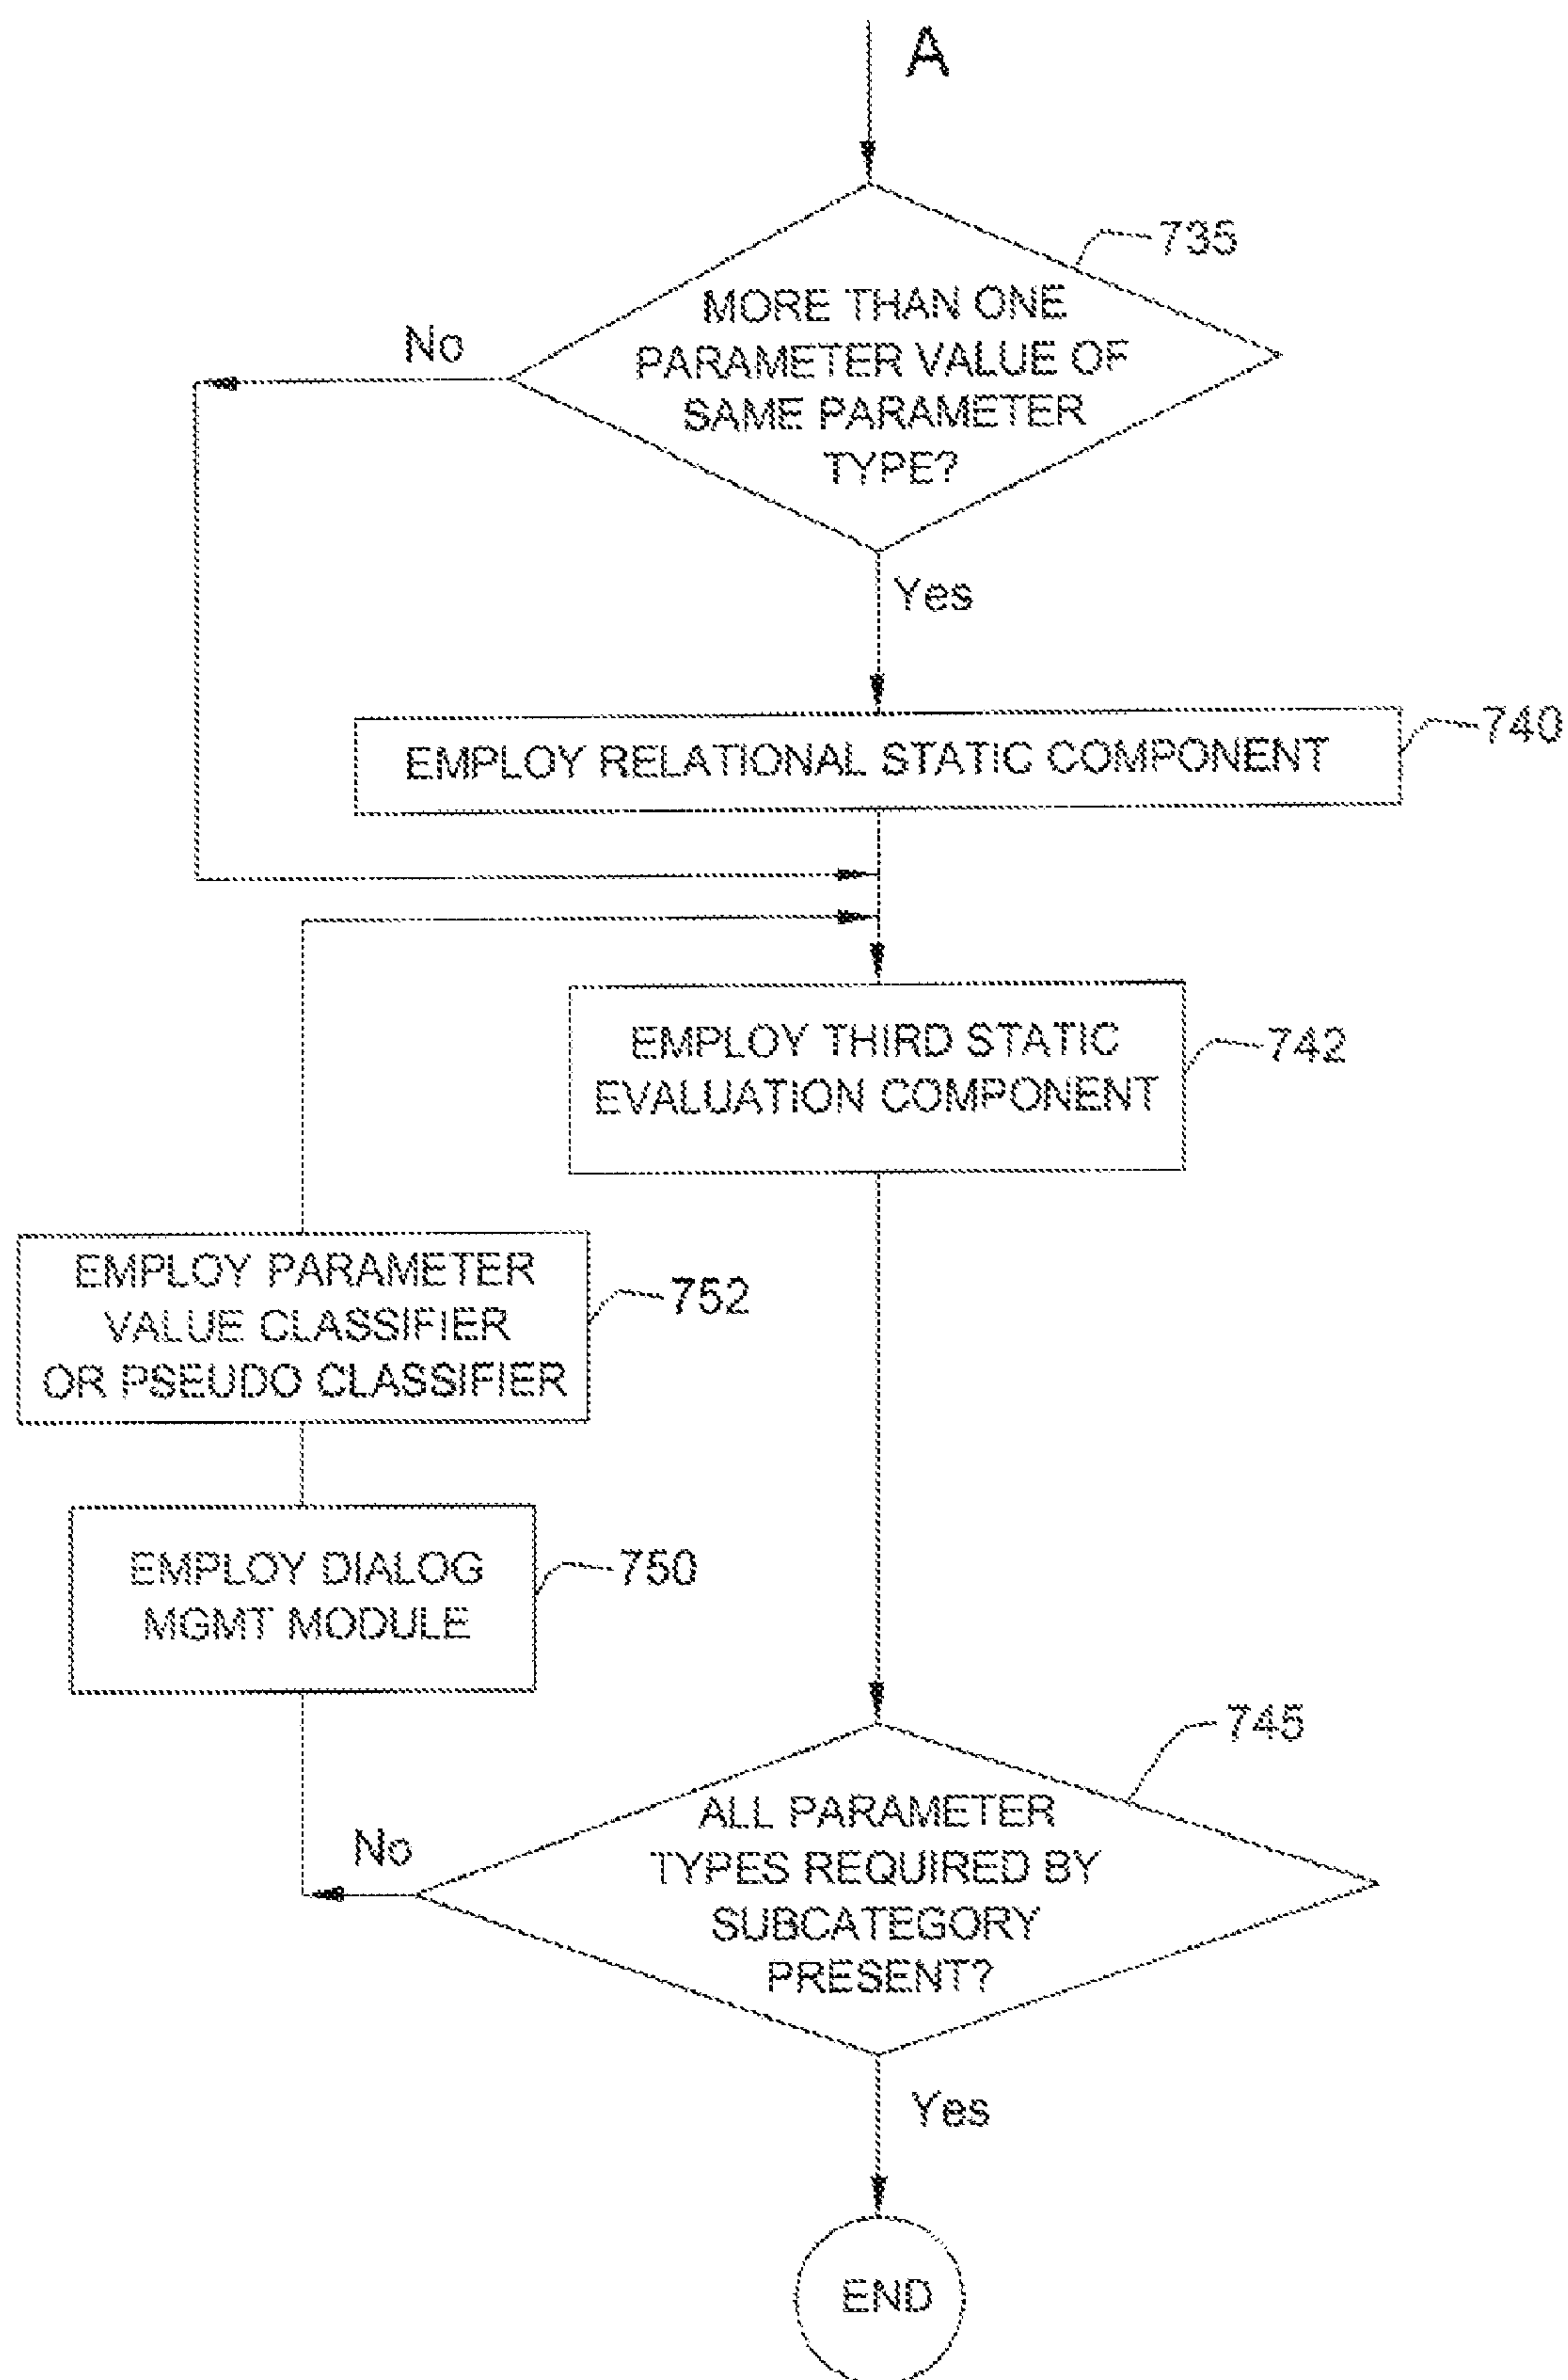 A
735
MORE THAN ONE
PARAMETER VALUE OF
SAME PARAMETER
TYPE?
No
Yes
740
EMPLOY RELATIONAL STATIC COMPONENT
EMPLOY THIRD STATIC
EVALUATION COMPONENT
742
EMPLOY PARAMETER
VALUE CLASSIFIER
OR PSEUDO CLASSIFIER
752
EMPLOY DIALOG
MGMT MODULE
750
745
ALL PARAMETER
TYPES REQUIRED BY
SUBCATEGORY
PRESENT?
No
Yes
END